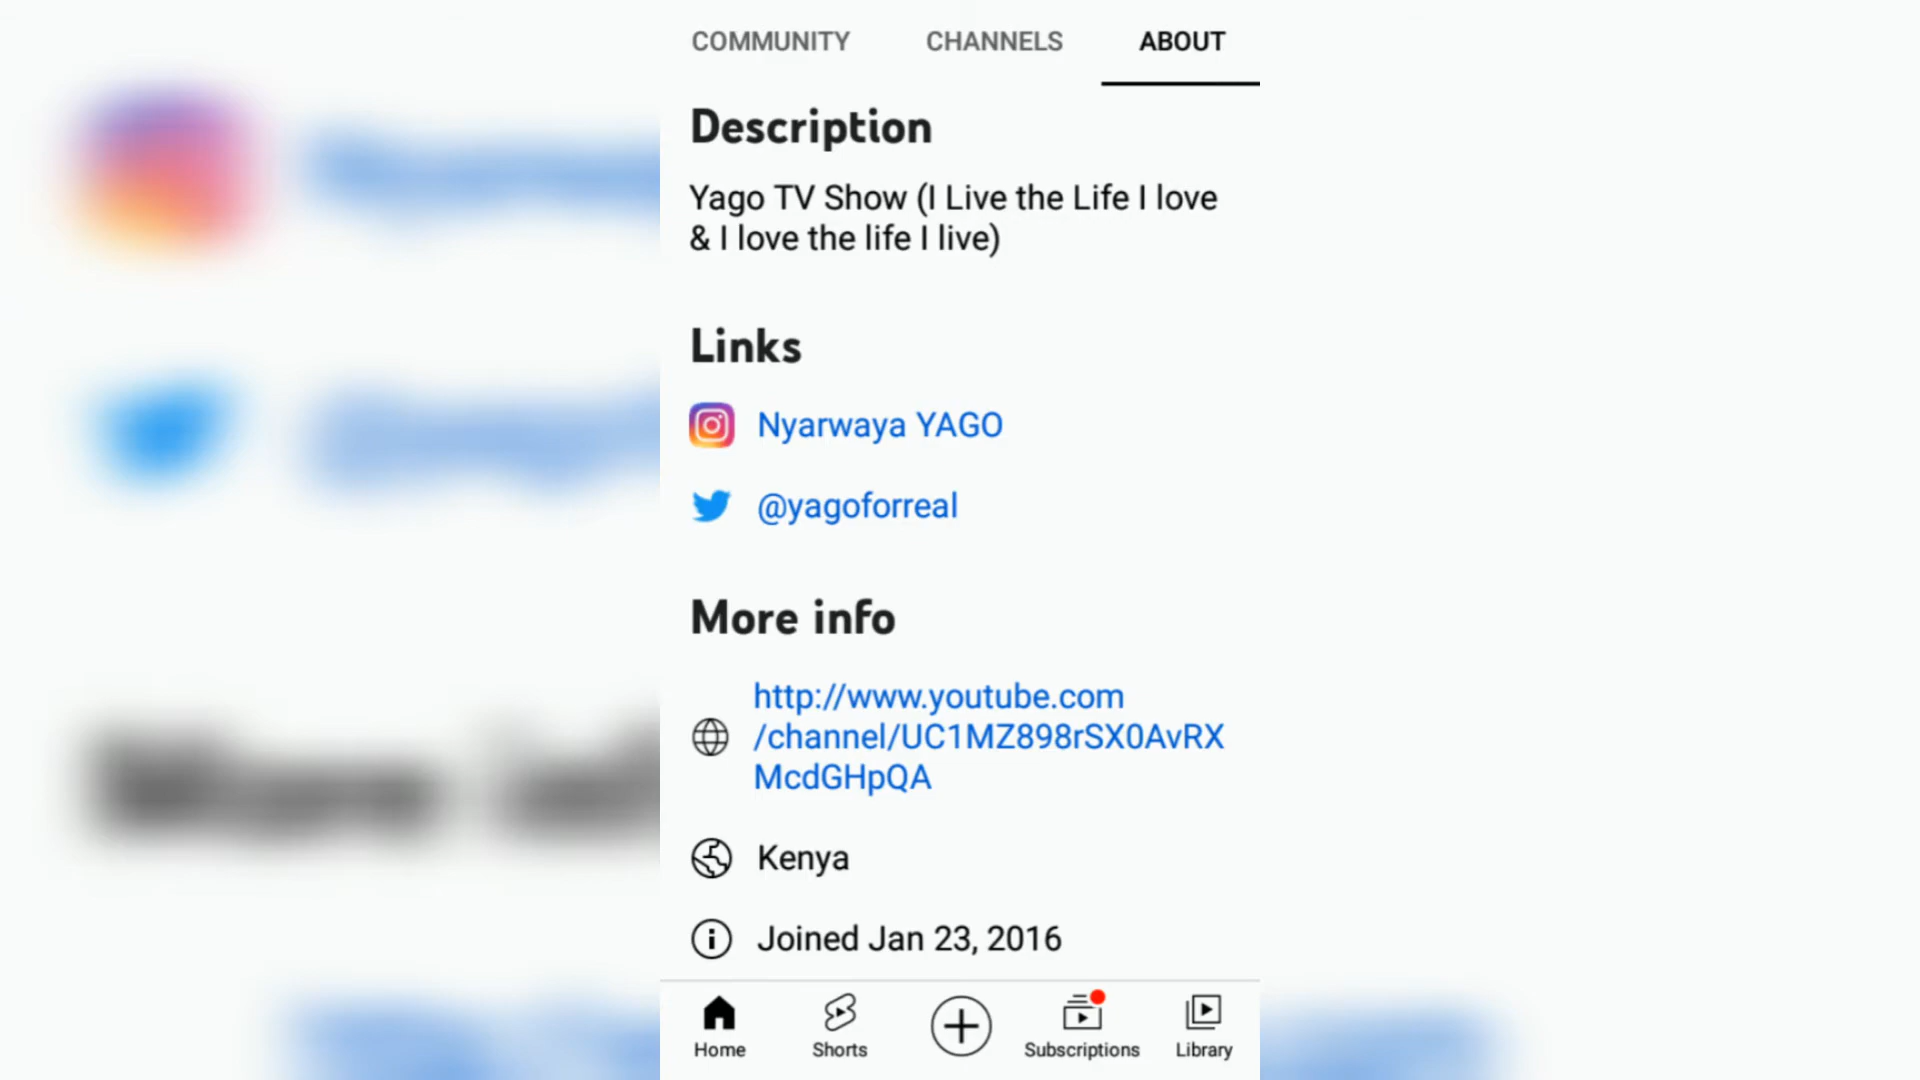 COMMUNITY CHANNELS ABOUT
Description
Yago TV Show (I Live the Life I love
& I love the life I live)
Links
Nyarwaya YAGO
@yagoforreal
More info
http://www.youtube.com
/channel/UC1MZ898rSX0AvRX
McdGHpQA
Kenya
Joined Jan 23, 2016
Home Shorts Subscriptions Library